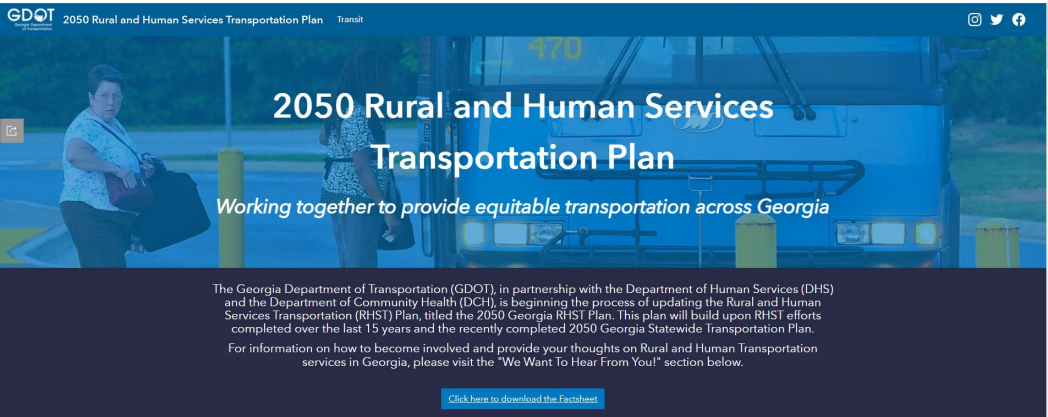 GDOT
Georgia Department
of Transportation
2050 Rural and Human Services Transportation Plan
Transit
470
2050 Rural and Human Services
Transportation Plan
Working together to provide equitable transportation across Georgia
The Georgia Department of Transportation (GDOT), in partnership with the Department of Human Services (DHS)
and the Department of Community Health (DCH), is beginning the process of updating the Rural and Human
Services Transportation (RHST) Plan, titled the 2050 Georgia RHST Plan. This plan will build upon RHST efforts
completed over the last 15 years and the recently completed 2050 Georgia Statewide Transportation Plan.
For information on how to become involved and provide your thoughts on Rural and Human Transportation
services in Georgia, please visit the "We Want To Hear From You!" section below.
Click here to download the Factsheet